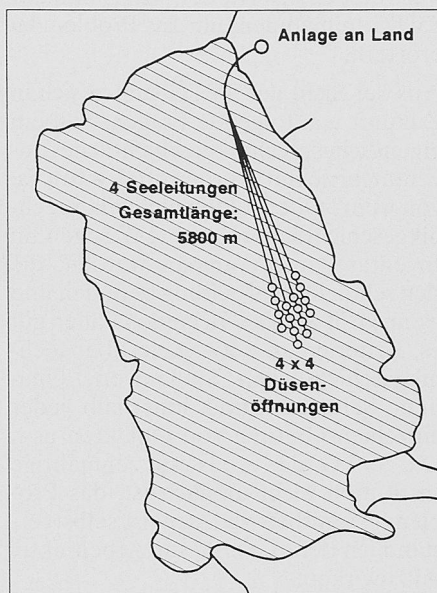 Anlage an Land
4 Seeleitungen
Gesamtlänge:
5800 m
4 x 4
Düsen-
öffnungen